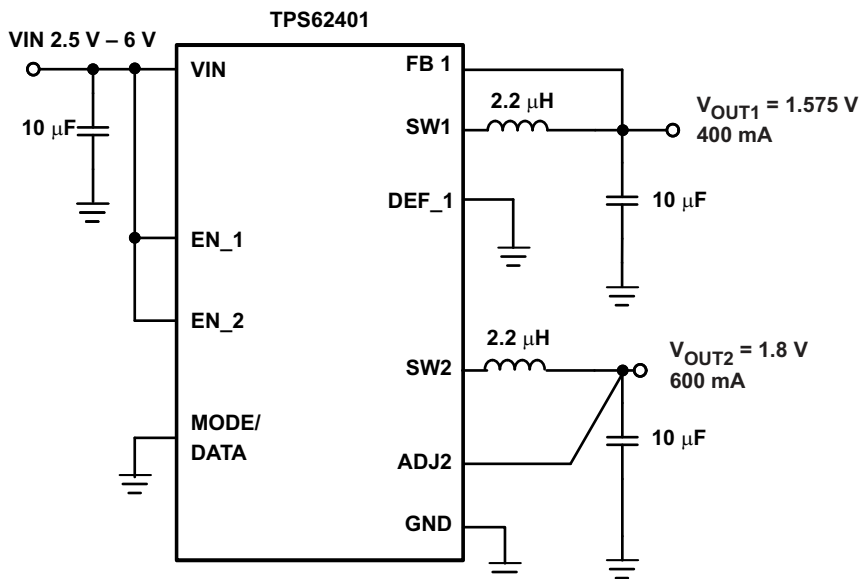 TPS62401
VIN 2.5 V – 6 V
VIN
FB 1
10 μF
2.2 μH
SW1
V_OUT1 = 1.575 V
400 mA
DEF_1
10 μF
EN_1
EN_2
2.2 μH
SW2
V_OUT2 = 1.8 V
600 mA
MODE/
DATA
10 μF
ADJ2
GND